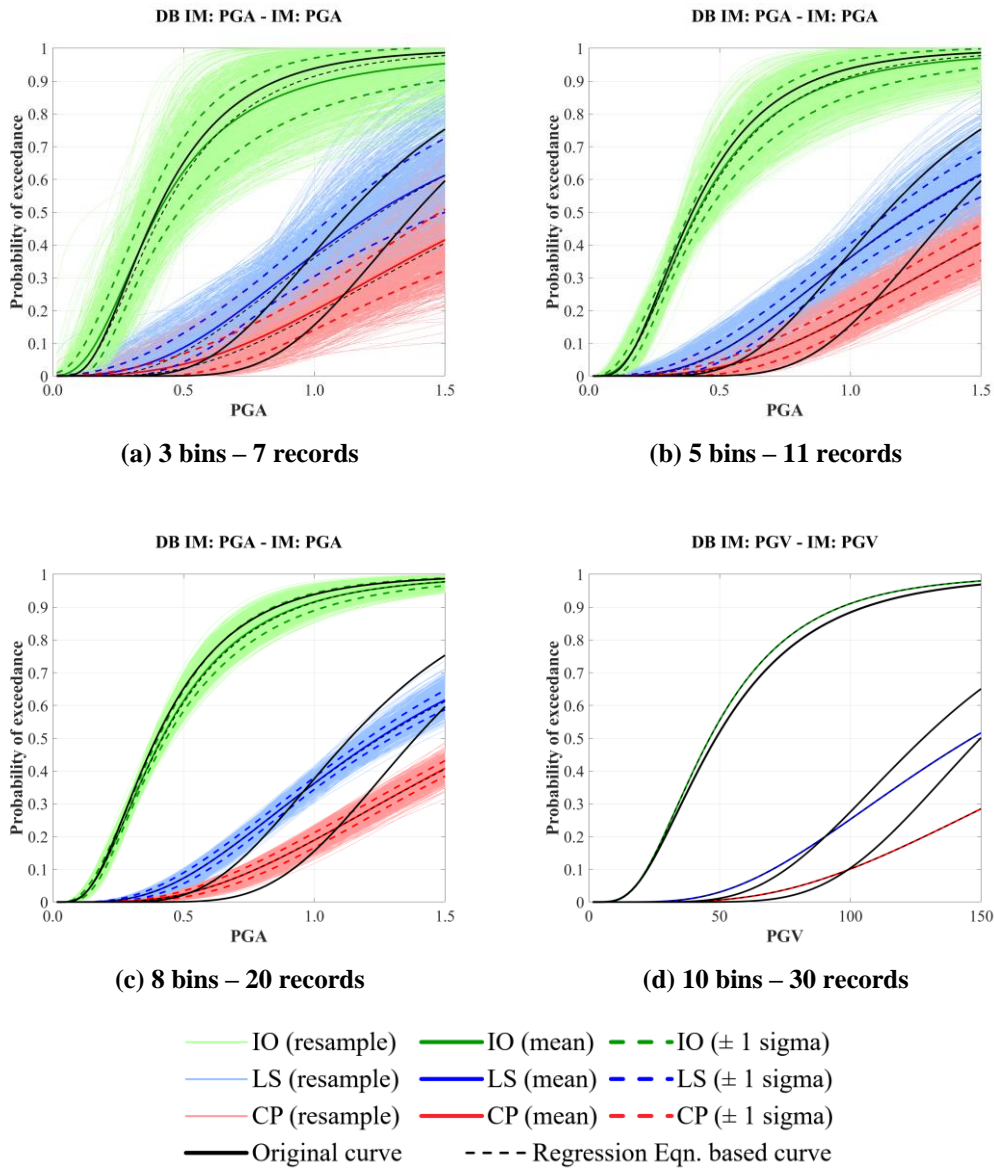 DB IM: PGA - IM: PGA
Probability of exceedance
1
0.9
0.8
0.7
0.6
0.5
0.4
0.3
0.2
0.1
0
0.0 0.5 1.0 1.5
PGA
(a) 3 bins – 7 records
DB IM: PGA - IM: PGA
Probability of exceedance
1
0.9
0.8
0.7
0.6
0.5
0.4
0.3
0.2
0.1
0
0.0 0.5 1.0 1.5
PGA
(b) 5 bins – 11 records
DB IM: PGA - IM: PGA
Probability of exceedance
1
0.9
0.8
0.7
0.6
0.5
0.4
0.3
0.2
0.1
0
0.0 0.5 1.0 1.5
PGA
(c) 8 bins – 20 records
DB IM: PGV - IM: PGV
Probability of exceedance
1
0.9
0.8
0.7
0.6
0.5
0.4
0.3
0.2
0.1
0
0 50 100 150
PGV
(d) 10 bins – 30 records
IO (resample) IO (mean) IO (± 1 sigma)
LS (resample) LS (mean) LS (± 1 sigma)
CP (resample) CP (mean) CP (± 1 sigma)
Original curve Regression Eqn. based curve